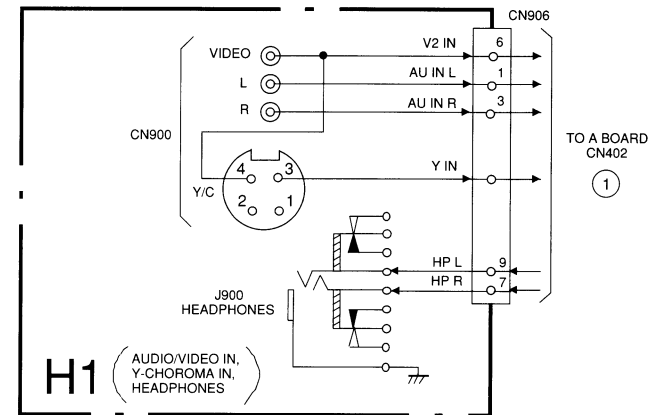 CN906
VIDEO
V2 IN
6
L
AU IN L
1
R
AU IN R
3
CN900
TO A BOARD
CN402
1
4
3
Y IN
Y/C
2
1
HP L
9
HP R
7
J900
HEADPHONES
H1
AUDIO/VIDEO IN,
Y-CHOROMA IN,
HEADPHONES